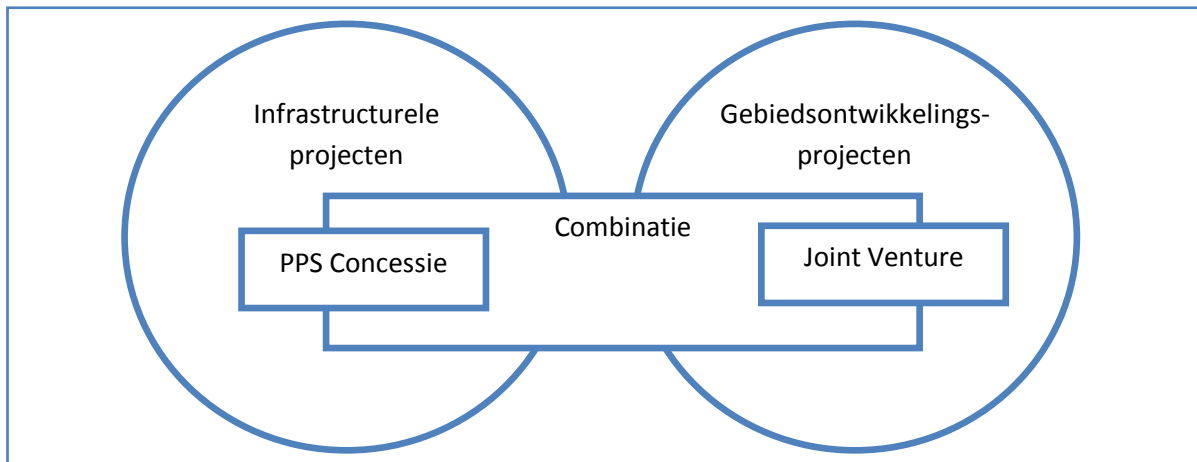 Infrastructurele
projecten
Gebiedsontwikkelings-
projecten
Combinatie
PPS Concessie
Joint Venture